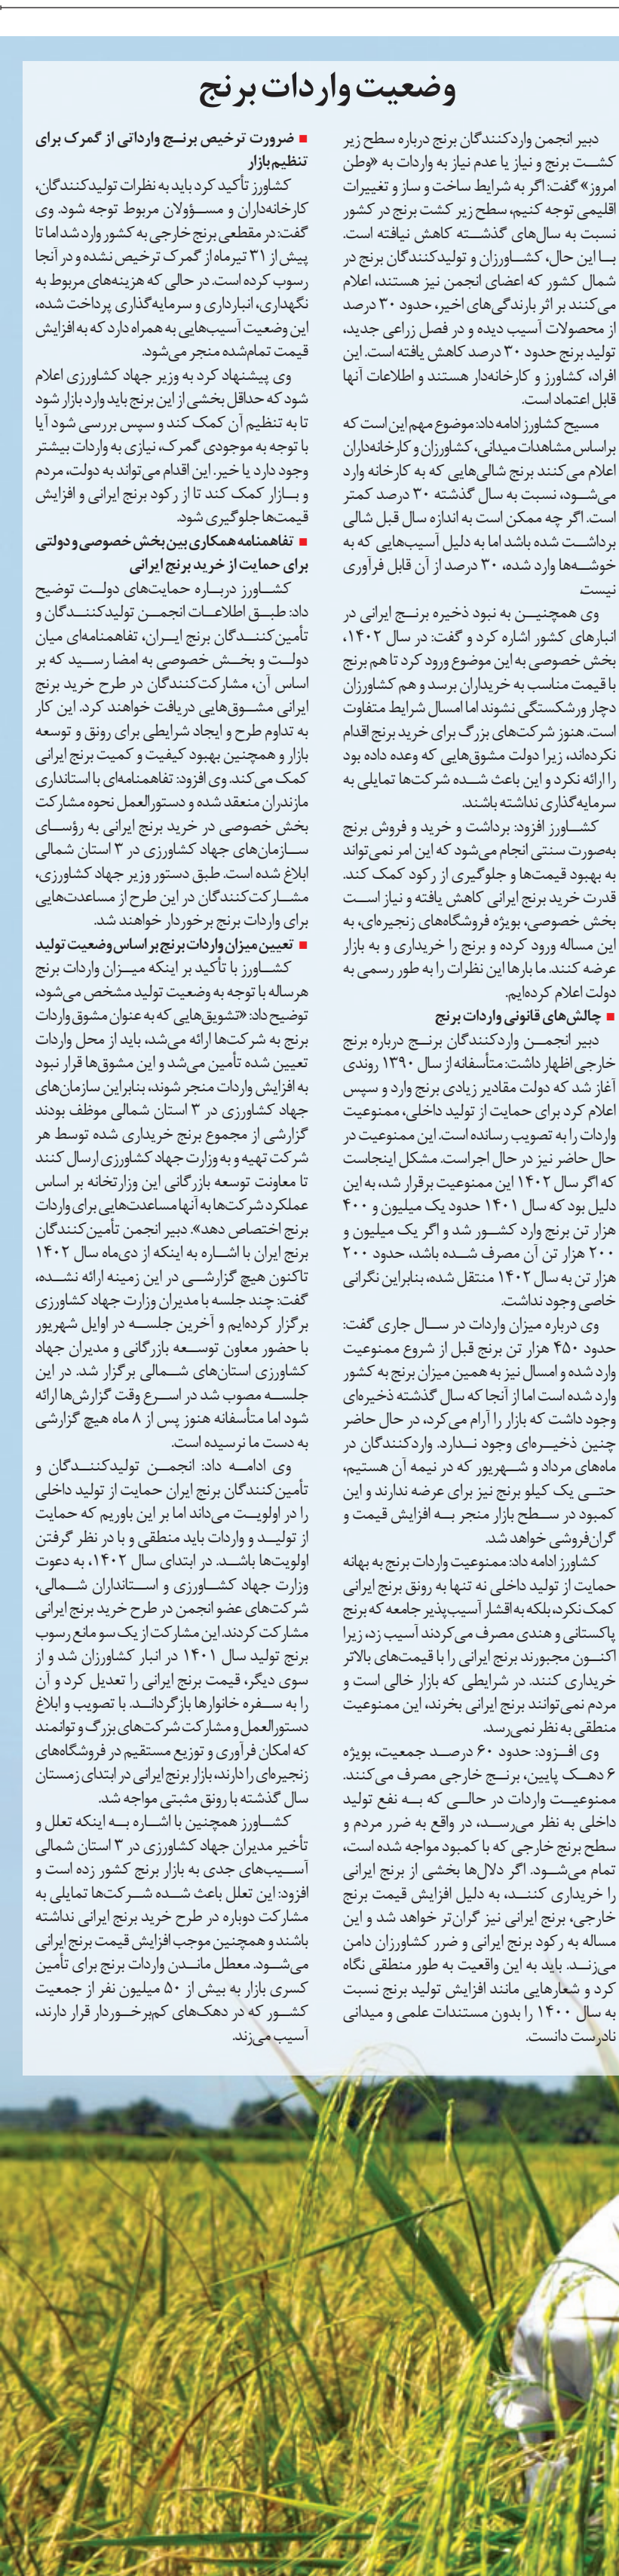 وضعیت واردات برنج
دبیر انجمن واردکنندگان برنج درباره سطح زیر
کشت برنج و نیاز یا عدم نیاز به واردات به «وطن
امروز» گفت: اگر به شرایط ساخت و ساز و تغییرات
اقلیمی توجه کنیم، سطح زیر کشت برنج در کشور
نسبت به سال‌های گذشته کاهش نیافته است.
با این حال، کشاورزان و تولیدکنندگان برنج در
شمال کشور که اعضای انجمن نیز هستند، اعلام
می‌کنند بر اثر بارندگی‌های اخیر، حدود ۳۰ درصد
از محصولات آسیب دیده و در فصل زراعی جدید،
تولید برنج حدود ۳۰ درصد کاهش یافته است. این
افراد، کشاورز و کارخانه‌دار هستند و اطلاعات آنها
قابل اعتماد است.
مسیح کشاورز ادامه داد: موضوع مهم این است که
براساس مشاهدات میدانی، کشاورزان و کارخانه‌داران
اعلام می‌کنند برنج شالی‌هایی که به کارخانه وارد
می‌شود، نسبت به سال گذشته ۳۰ درصد کمتر
است. اگر چه ممکن است به اندازه سال قبل شالی
برداشت شده باشد اما به دلیل آسیب‌هایی که به
خوشه‌ها وارد شده، ۳۰ درصد از آن قابل فرآوری
نیست.
وی همچنین به نبود ذخیره برنج ایرانی در
انبارهای کشور اشاره کرد و گفت: در سال ۱۴۰۲،
بخش خصوصی به این موضوع ورود کرد تا هم برنج
با قیمت مناسب به خریداران برسد و هم کشاورزان
دچار ورشکستگی نشوند اما امسال شرایط متفاوت
است. هنوز شرکت‌های بزرگ برای خرید برنج اقدام
نکرده‌اند، زیرا دولت مشوق‌هایی که وعده داده بود
را ارائه نکرد و این باعث شده شرکت‌ها تمایلی به
سرمایه‌گذاری نداشته باشند.
کشاورز افزود: برداشت و خرید و فروش برنج
به‌صورت سنتی انجام می‌شود که این امر نمی‌تواند
به بهبود قیمت‌ها و جلوگیری از رکود کمک کند.
قدرت خرید برنج ایرانی کاهش یافته و نیاز است
بخش خصوصی، بویژه فروشگاه‌های زنجیره‌ای، به
این مساله ورود کرده و برنج را خریداری و به بازار
عرضه کنند. ما بارها این نظرات را به طور رسمی به
دولت اعلام کرده‌ایم.
■ چالش‌های قانونی واردات برنج
دبیر انجمن واردکنندگان برنج درباره برنج
خارجی اظهار داشت: متأسفانه از سال ۱۳۹۰ روندی
آغاز شد که دولت مقادیر زیادی برنج وارد و سپس
اعلام کرد برای حمایت از تولید داخلی، ممنوعیت
واردات را به تصویب رسانده است. این ممنوعیت در
حال حاضر نیز در حال اجراست. مشکل اینجاست
که اگر سال ۱۴۰۲ این ممنوعیت برقرار شد، به این
دلیل بود که سال ۱۴۰۱ حدود یک میلیون و ۴۰۰
هزار تن برنج وارد کشور شد و اگر یک میلیون و
۲۰۰ هزار تن آن مصرف شده باشد، حدود ۲۰۰
هزار تن به سال ۱۴۰۲ منتقل شده، بنابراین نگرانی
خاصی وجود نداشت.
وی درباره میزان واردات در سال جاری گفت:
حدود ۴۵۰ هزار تن برنج قبل از شروع ممنوعیت
وارد شده و امسال نیز به همین میزان برنج به کشور
وارد شده است اما از آنجا که سال گذشته ذخیره‌ای
وجود داشت که بازار را آرام می‌کرد، در حال حاضر
چنین ذخیره‌ای وجود ندارد. واردکنندگان در
ماه‌های مرداد و شهریور که در نیمه آن هستیم،
حتی یک کیلو برنج نیز برای عرضه ندارند و این
کمبود در سطح بازار منجر به افزایش قیمت و
گران‌فروشی خواهد شد.
کشاورز ادامه داد: ممنوعیت واردات برنج به بهانه
حمایت از تولید داخلی نه تنها به رونق برنج ایرانی
کمک نکرد، بلکه به اقشار آسیب‌پذیر جامعه که برنج
پاکستانی و هندی مصرف می‌کردند آسیب زد، زیرا
اکنون مجبورند برنج ایرانی را با قیمت‌های بالاتر
خریداری کنند. در شرایطی که بازار خالی است و
مردم نمی‌توانند برنج ایرانی بخرند، این ممنوعیت
منطقی به نظر نمی‌رسد.
وی افزود: حدود ۶۰ درصد جمعیت، بویژه
۶ دهک پایین، برنج خارجی مصرف می‌کنند.
ممنوعیت واردات در حالی که به نفع تولید
داخلی به نظر می‌رسد، در واقع به ضرر مردم و
سطح برنج خارجی که با کمبود مواجه شده است،
تمام می‌شود. اگر دلال‌ها بخشی از برنج ایرانی
را خریداری کنند، به دلیل افزایش قیمت برنج
خارجی، برنج ایرانی نیز گران‌تر خواهد شد و این
مساله به رکود برنج ایرانی و ضرر کشاورزان دامن
می‌زند. باید به این واقعیت به طور منطقی نگاه
کرد و شعارهایی مانند افزایش تولید برنج نسبت
به سال ۱۴۰۰ را بدون مستندات علمی و میدانی
نادرست دانست.
■ ضرورت ترخیص برنج وارداتی از گمرک برای
تنظیم بازار
کشاورز تأکید کرد باید به نظرات تولیدکنندگان،
کارخانه‌داران و مسؤولان مربوط توجه شود. وی
گفت: در مقطعی برنج خارجی به کشور وارد شد اما تا
پیش از ۳۱ تیرماه از گمرک ترخیص نشده و در آنجا
رسوب کرده است. در حالی که هزینه‌های مربوط به
نگهداری، انبارداری و سرمایه‌گذاری پرداخت شده،
این وضعیت آسیب‌هایی به همراه دارد که به افزایش
قیمت تمام‌شده منجر می‌شود.
وی پیشنهاد کرد به وزیر جهاد کشاورزی اعلام
شود که حداقل بخشی از این برنج باید وارد بازار شود
تا به تنظیم آن کمک کند و سپس بررسی شود آیا
با توجه به موجودی گمرک، نیازی به واردات بیشتر
وجود دارد یا خیر. این اقدام می‌تواند به دولت، مردم
و بازار کمک کند تا از رکود برنج ایرانی و افزایش
قیمت‌ها جلوگیری شود.
■ تفاهمنامه همکاری بین بخش خصوصی و دولتی
برای حمایت از خرید برنج ایرانی
کشاورز درباره حمایت‌های دولت توضیح
داد: طبق اطلاعات انجمن تولیدکنندگان و
تأمین‌کنندگان برنج ایران، تفاهمنامه‌ای میان
دولت و بخش خصوصی به امضا رسید که بر
اساس آن، مشارکت‌کنندگان در طرح خرید برنج
ایرانی مشوق‌هایی دریافت خواهند کرد. این کار
به تداوم طرح و ایجاد شرایطی برای رونق و توسعه
بازار و همچنین بهبود کیفیت و کمیت برنج ایرانی
کمک می‌کند. وی افزود: تفاهمنامه‌ای با استانداری
مازندران منعقد شده و دستورالعمل نحوه مشارکت
بخش خصوصی در خرید برنج ایرانی به رؤسای
سازمان‌های جهاد کشاورزی در ۳ استان شمالی
ابلاغ شده است. طبق دستور وزیر جهاد کشاورزی،
مشارکت‌کنندگان در این طرح از مساعدت‌هایی
برای واردات برنج برخوردار خواهند شد.
■ تعیین میزان واردات برنج بر اساس وضعیت تولید
کشاورز با تأکید بر اینکه میزان واردات برنج
هرساله با توجه به وضعیت تولید مشخص می‌شود،
توضیح داد: «تشویق‌هایی که به عنوان مشوق واردات
برنج به شرکت‌ها ارائه می‌شد، باید از محل واردات
تعیین شده تأمین می‌شد و این مشوق‌ها قرار نبود
به افزایش واردات منجر شوند، بنابراین سازمان‌های
جهاد کشاورزی در ۳ استان شمالی موظف بودند
گزارشی از مجموع برنج خریداری شده توسط هر
شرکت تهیه و به وزارت جهاد کشاورزی ارسال کنند
تا معاونت توسعه بازرگانی این وزارتخانه بر اساس
عملکرد شرکت‌ها به آنها مساعدت‌هایی برای واردات
برنج اختصاص دهد». دبیر انجمن تأمین‌کنندگان
برنج ایران با اشاره به اینکه از دی‌ماه سال ۱۴۰۲
تاکنون هیچ گزارشی در این زمینه ارائه نشده،
گفت: چند جلسه با مدیران وزارت جهاد کشاورزی
برگزار کرده‌ایم و آخرین جلسه در اوایل شهریور
با حضور معاون توسعه بازرگانی و مدیران جهاد
کشاورزی استان‌های شمالی برگزار شد. در این
جلسه مصوب شد در اسرع وقت گزارش‌ها ارائه
شود اما متأسفانه هنوز پس از ۸ ماه هیچ گزارشی
به دست ما نرسیده است.
وی ادامه داد: انجمن تولیدکنندگان و
تأمین‌کنندگان برنج ایران حمایت از تولید داخلی
را در اولویت می‌داند اما بر این باوریم که حمایت
از تولید و واردات باید منطقی و با در نظر گرفتن
اولویت‌ها باشد. در ابتدای سال ۱۴۰۲، به دعوت
وزارت جهاد کشاورزی و استانداران شمالی،
شرکت‌های عضو انجمن در طرح خرید برنج ایرانی
مشارکت کردند. این مشارکت از یک سو مانع رسوب
برنج تولید سال ۱۴۰۱ در انبار کشاورزان شد و از
سوی دیگر، قیمت برنج ایرانی را تعدیل کرد و آن
را به سفره خانوارها بازگرداند. با تصویب و ابلاغ
دستورالعمل و مشارکت شرکت‌های بزرگ و توانمند
که امکان فرآوری و توزیع مستقیم در فروشگاه‌های
زنجیره‌ای را دارند، بازار برنج ایرانی در ابتدای زمستان
سال گذشته با رونق مثبتی مواجه شد.
کشاورز همچنین با اشاره به اینکه تعلل و
تأخیر مدیران جهاد کشاورزی در ۳ استان شمالی
آسیب‌های جدی به بازار برنج کشور زده است و
افزود: این تعلل باعث شده شرکت‌ها تمایلی به
مشارکت دوباره در طرح خرید برنج ایرانی نداشته
باشند و همچنین موجب افزایش قیمت برنج ایرانی
می‌شود. معطل ماندن واردات برنج برای تأمین
کسری بازار به بیش از ۵۰ میلیون نفر از جمعیت
کشور که در دهک‌های کم‌برخوردار قرار دارند،
آسیب می‌زند.